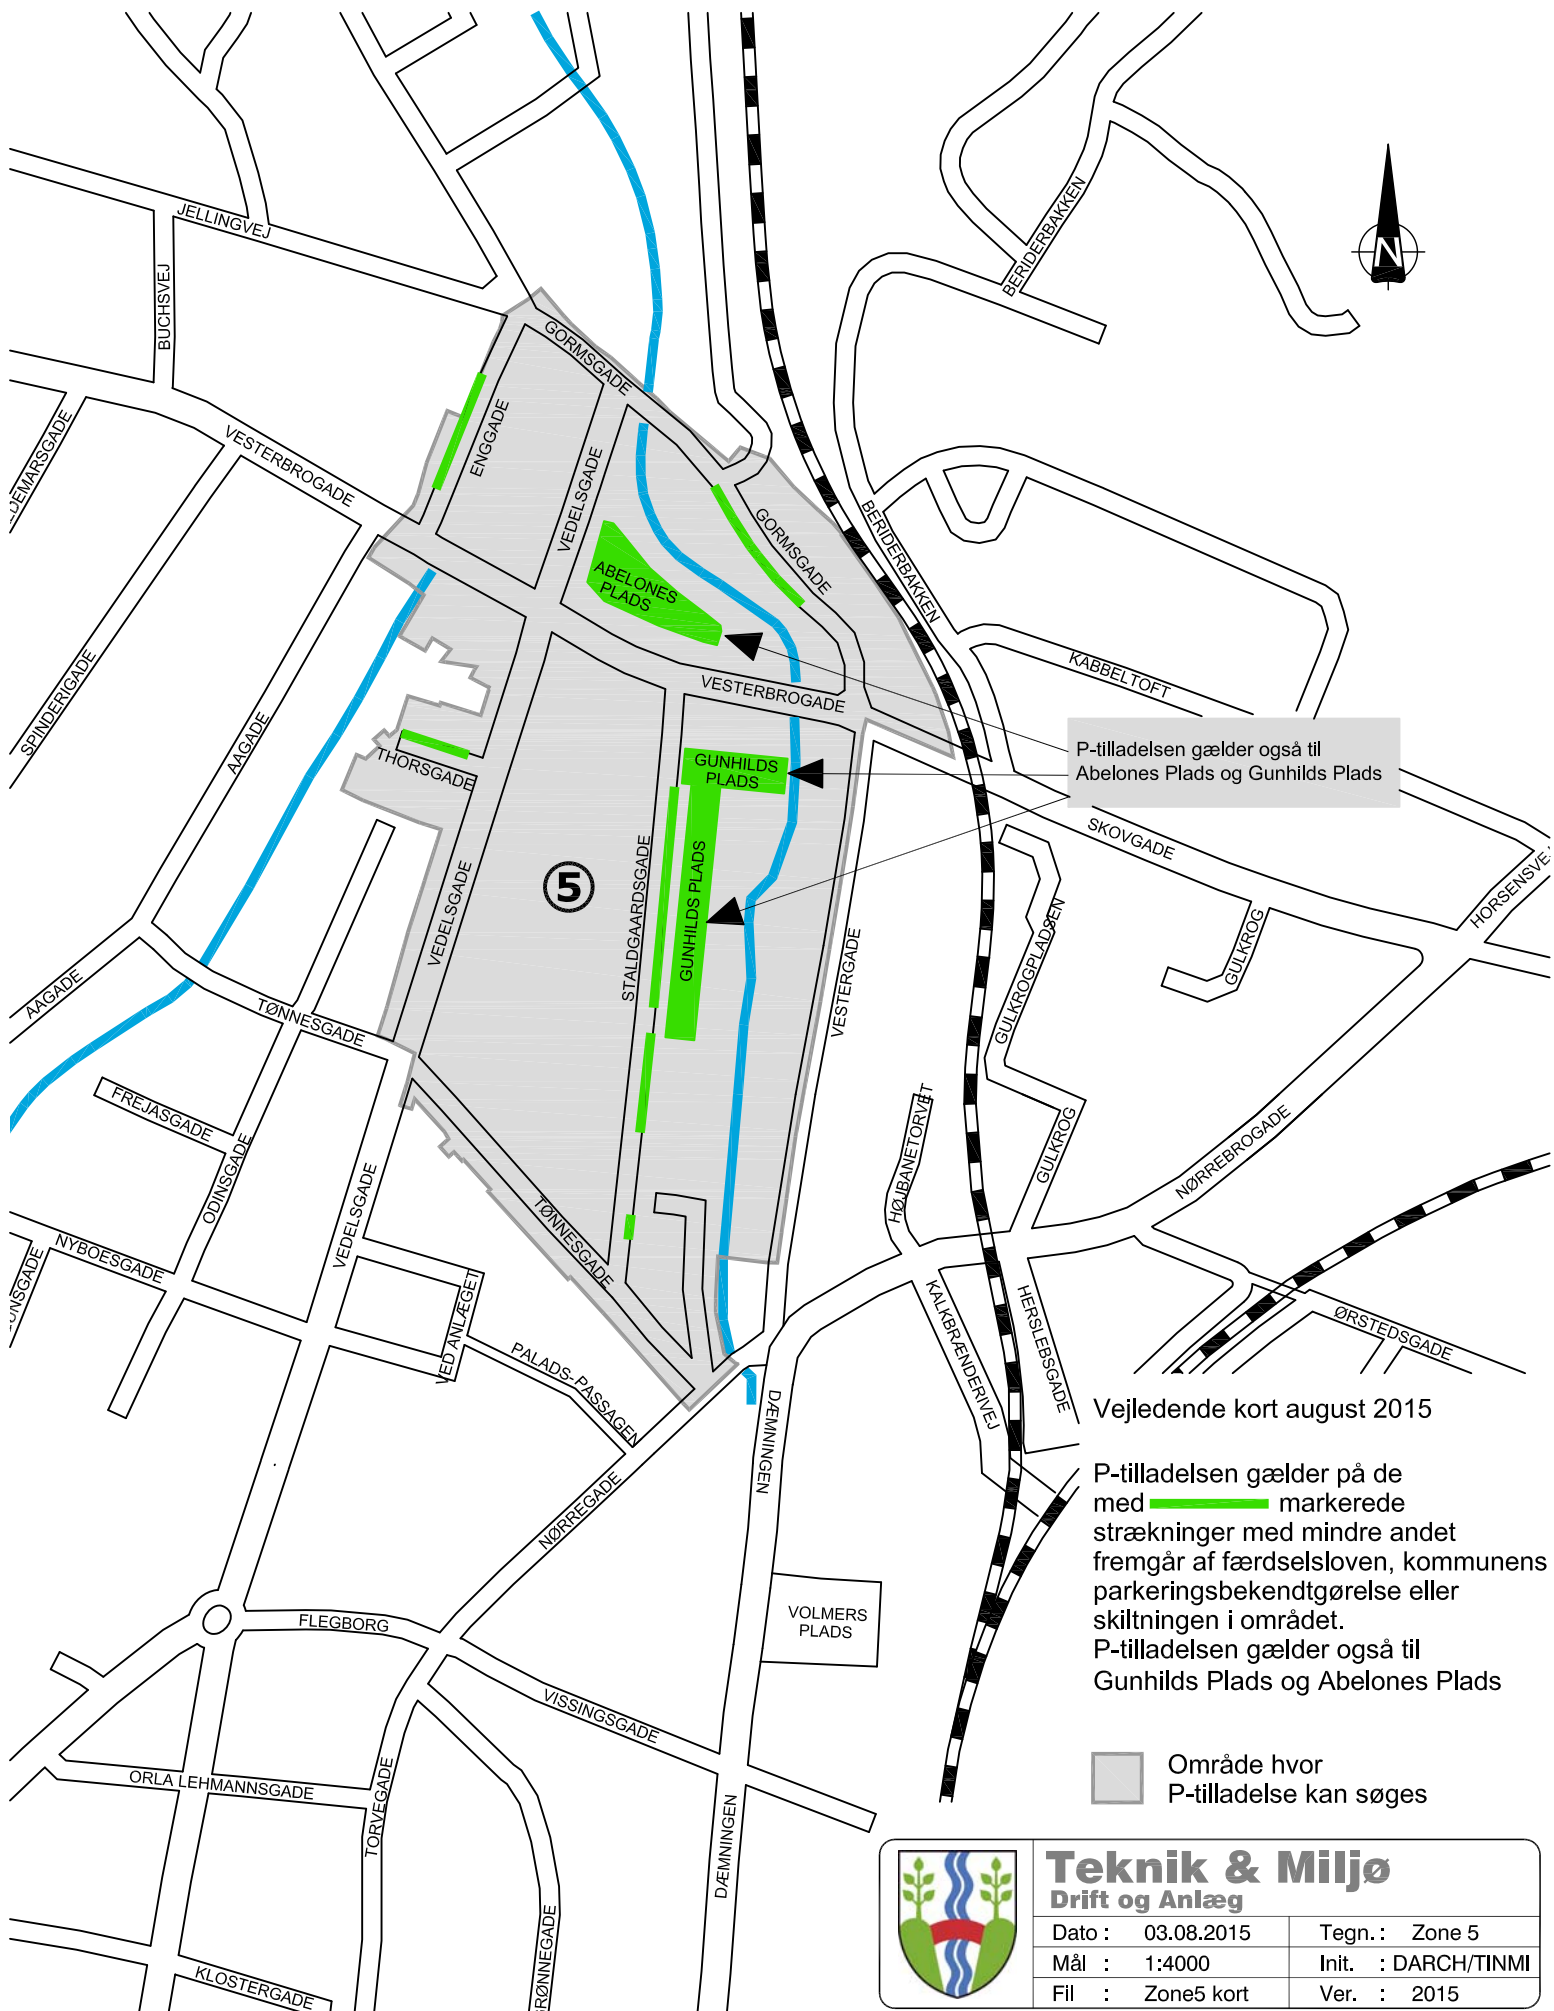 JELLINGVEJ
BUCHSVEJ
BERIDERBAKKEN
N
GORMSGADE
ENGGADE
VESTERBROGADE
VEDELSGADE
GORMSGADE
BERIDERBAKKEN
ABELONES
PLADS
SPINDERIGADE
AAGADE
KABBELTOFT
VESTERBROGADE
P-tilladelsen gælder også til
Abelones Plads og Gunhilds Plads
THORSGADE
GUNHILDS
PLADS
SKOVGADE
HORSENSVEJ
5
VEDELSGADE
STALDGAARDSGADE
GUNHILDS PLADS
VESTERGADE
GULKROGPLADSEN
GULKROG
AAGADE
TØNNESGADE
FREJASGADE
ODINSGADE
VEDELSGADE
HØJBANETORVET
GULKROG
NØRREBROGADE
NYBOESGADE
TØNNESGADE
VED ANLÆGET
PALADS-PASSAGEN
KALKBRÆNDERIVEJ
HERSLEBSGADE
ØRSTEDSGADE
DÆMNINGEN
NØRREGADE
Vejledende kort august 2015
P-tilladelsen gælder på de
med markerede
strækninger med mindre andet
fremgår af færdselsloven, kommunens
parkeringsbekendtgørelse eller
skiltningen i området.
P-tilladelsen gælder også til
Gunhilds Plads og Abelones Plads
VOLMERS
PLADS
FLEGBORG
VISSINGSGADE
ORLA LEHMANNSGADE
TORVEGADE
DÆMNINGEN
Område hvor
P-tilladelse kan søges
KLOSTERGADE
Teknik & Miljø
Drift og Anlæg
Dato : 03.08.2015 Tegn. : Zone 5
Mål : 1:4000 Init. : DARCH/TINMI
Fil : Zone5 kort Ver. : 2015